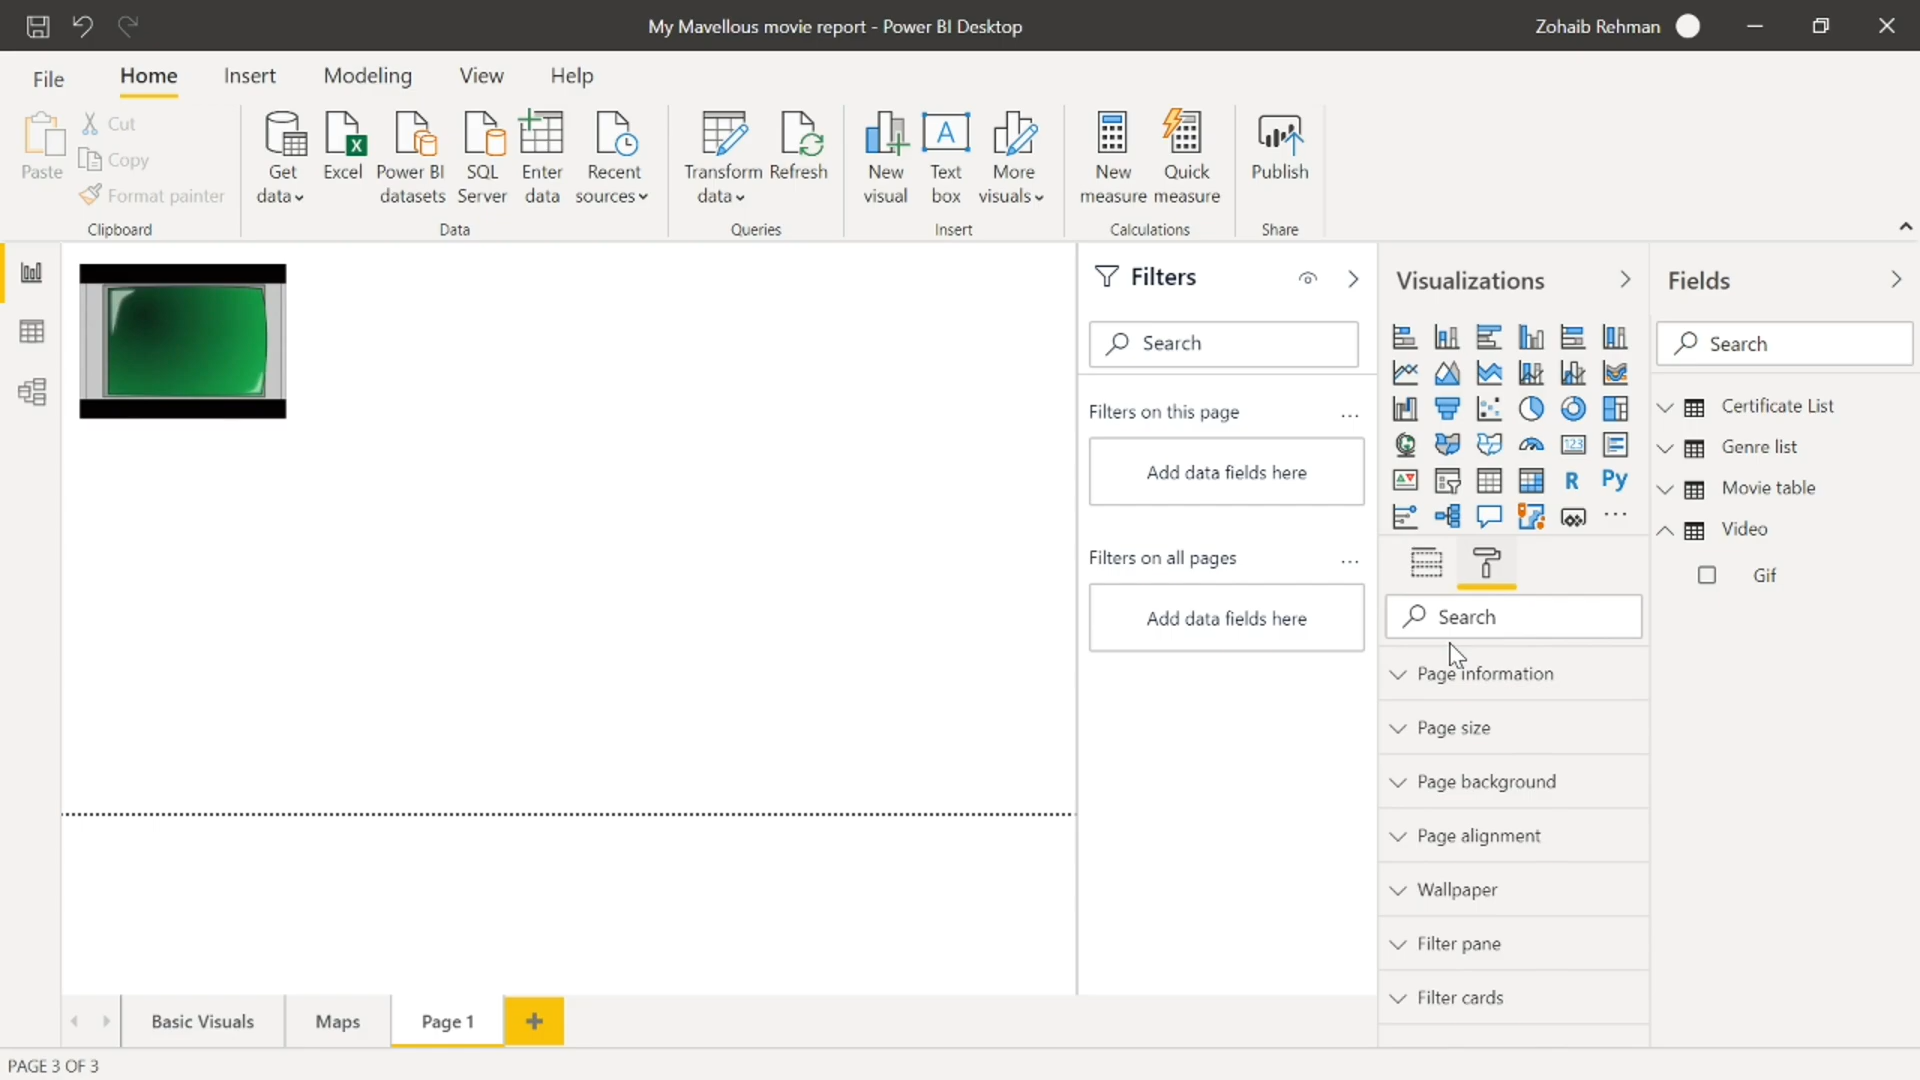 My Mavellous movie report - Power BI Desktop
Zohaib Rehman
File
Home
Insert
Modeling
View
Help
Paste
Cut
Copy
Format painter
Clipboard
Get
data
Excel
Power BI
datasets
SQL
Server
Enter
data
Recent
sources
Data
Transform
data
Refresh
Queries
New
visual
A
Text
box
More
visuals
Insert
New
measure
Quick
measure
Calculations
Publish
Share
Filters
Search
Filters on this page
...
Add data fields here
Filters on all pages
...
Add data fields here
Visualizations
123
R
Py
...
Search
Page information
Page size
Page background
Page alignment
Wallpaper
Filter pane
Filter cards
Fields
Search
Certificate List
Genre list
Movie table
Video
Gif
Basic Visuals
Maps
Page 1
+
PAGE 3 OF 3